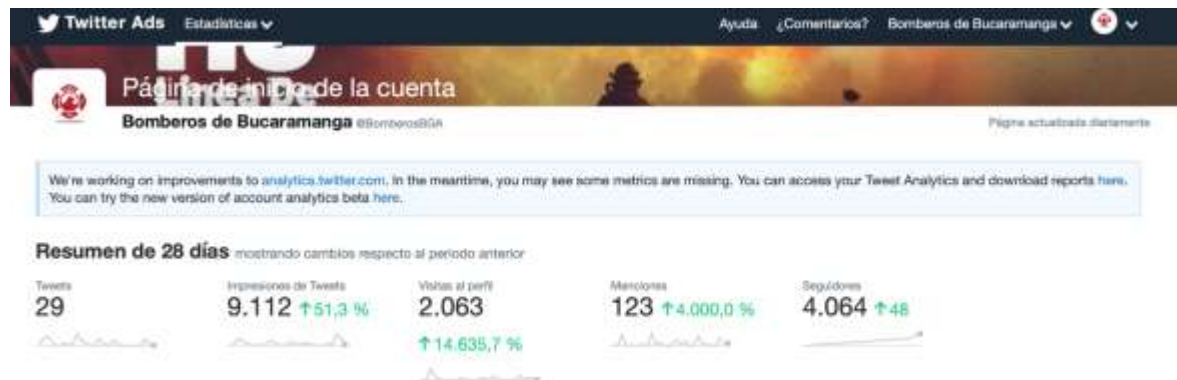 Twitter Ads Estadísticas Ayuda ¿Comentarios? Bomberos de Bucaramanga
Línea De
Página de inicio de la cuenta
Bomberos de Bucaramanga @BomberosBGA
Página actualizada diariamente
We're working on improvements to analytics.twitter.com. In the meantime, you may see some metrics are missing. You can access your Tweet Analytics and download reports here.
You can try the new version of account analytics beta here.
Resumen de 28 días mostrando cambios respecto al periodo anterior
Tweets Impresiones de Tweets Visitas al perfil Menciones Seguidores
29 9.112 ↑51,3 % 2.063 123 ↑4.000,0 % 4.064 ↑48
↑14.635,7 %